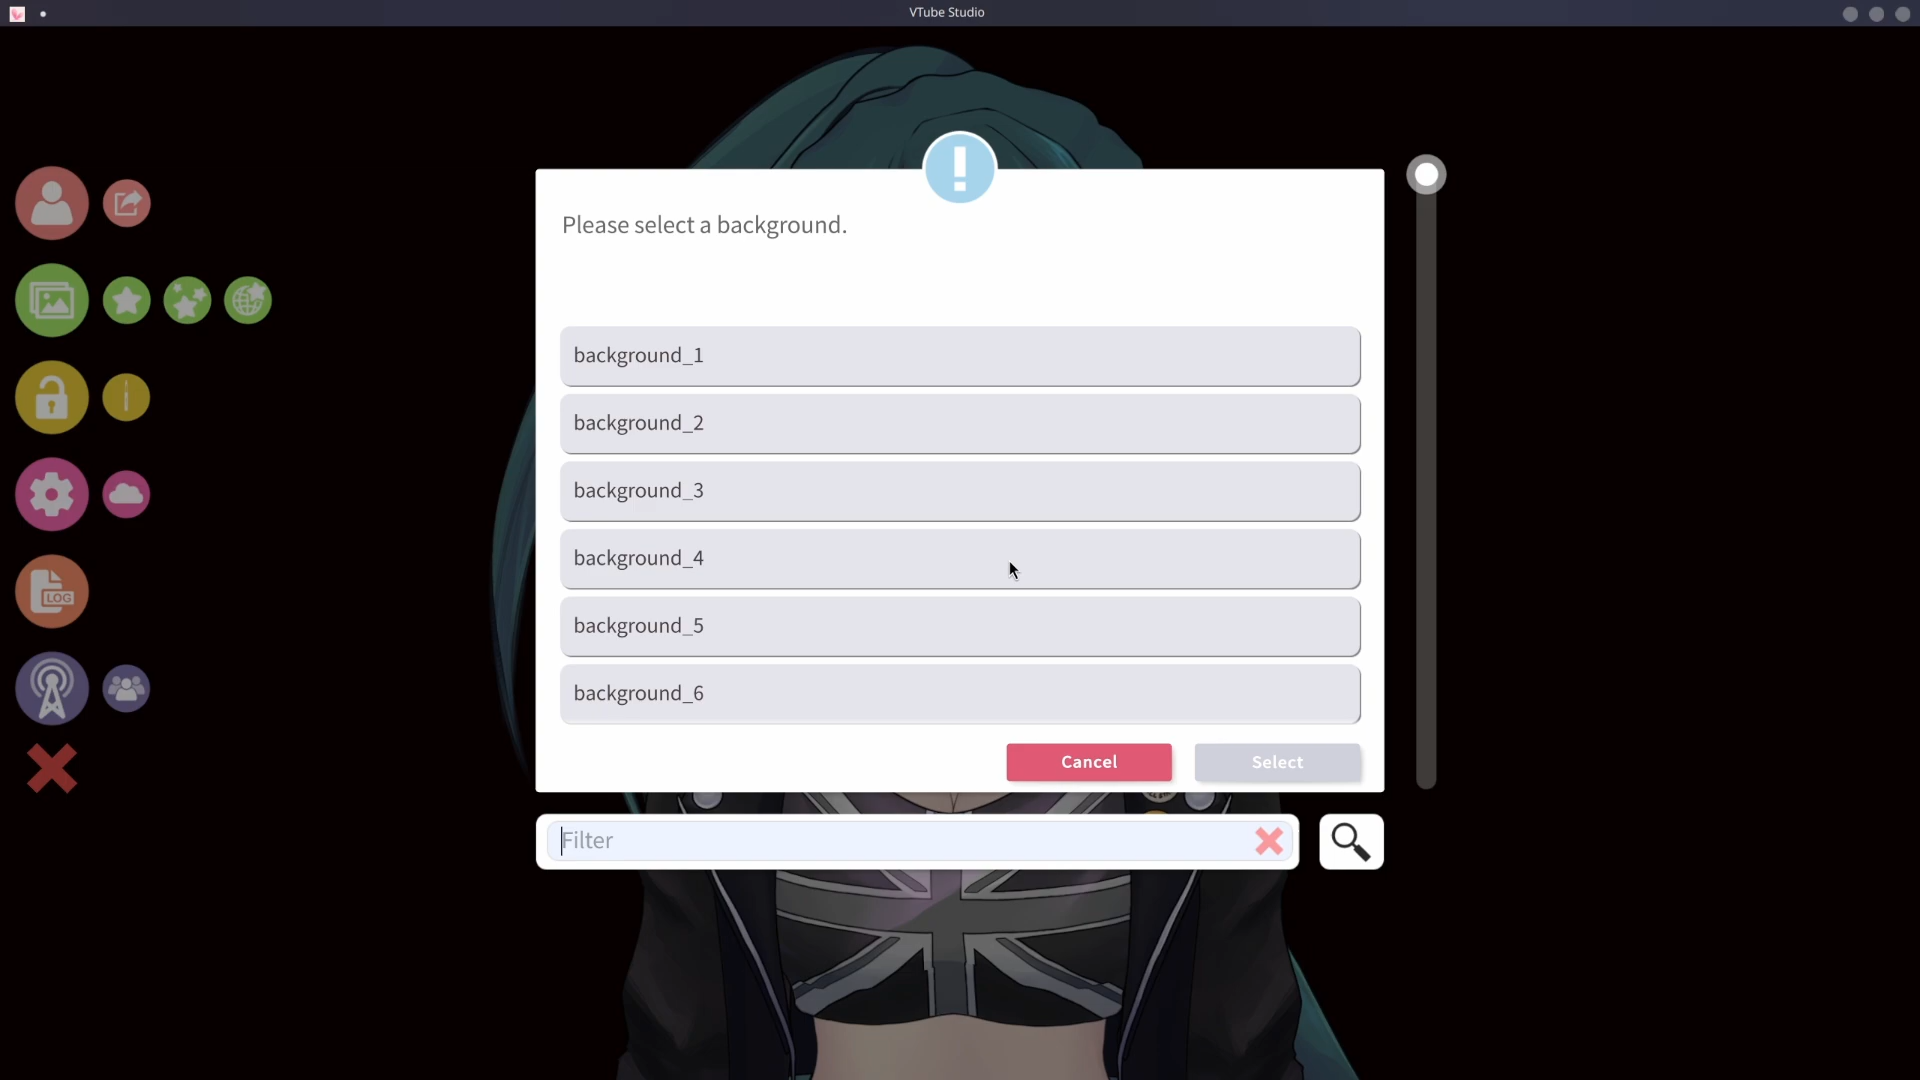 VTube Studio
Please select a background.
background_1
background_2
background_3
background_4
background_5
background_6
LOG
Cancel
Select
Filter